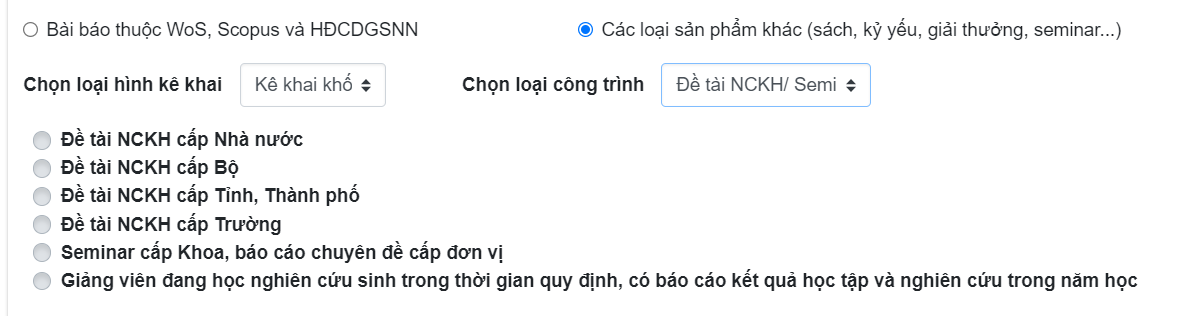 Bài báo thuộc WoS, Scopus và HĐCDGSNN Các loại sản phẩm khác (sách, kỷ yếu, giải thưởng, seminar...)
Chọn loại hình kê khai Kê khai khố Chọn loại công trình Đề tài NCKH/ Semi
Đề tài NCKH cấp Nhà nước
Đề tài NCKH cấp Bộ
Đề tài NCKH cấp Tỉnh, Thành phố
Đề tài NCKH cấp Trường
Seminar cấp Khoa, báo cáo chuyên đề cấp đơn vị
Giảng viên đang học nghiên cứu sinh trong thời gian quy định, có báo cáo kết quả học tập và nghiên cứu trong năm học